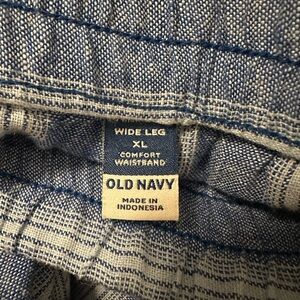 WIDE LEG
XL
COMFORT
WAISTBAND
OLD NAVY
MADE IN
INDONESIA